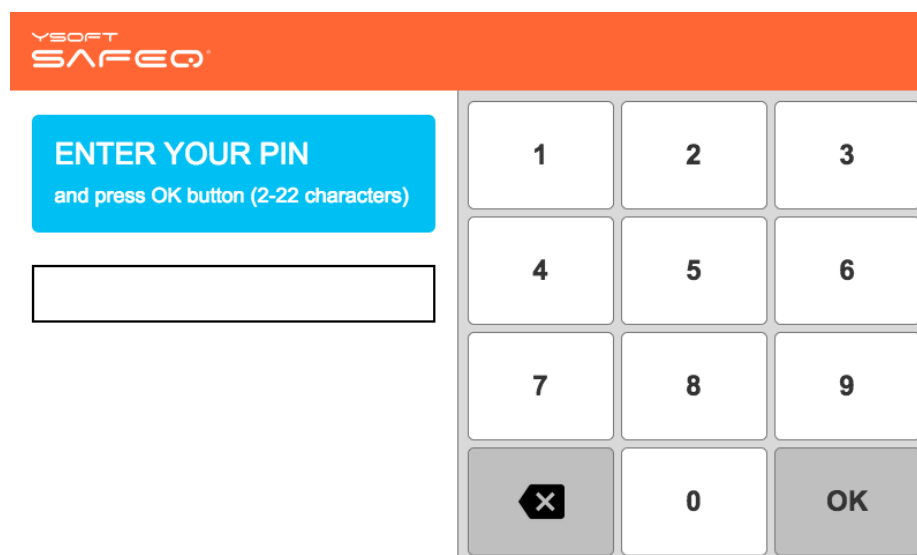 YSOFT
SAFEQ
ENTER YOUR PIN
and press OK button (2-22 characters)
1 2 3
4 5 6
7 8 9
0 OK